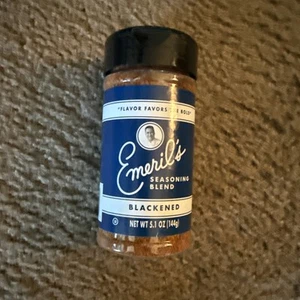 "FLAVOR FAVORS THE BOLD"
Emeril's
SEASONING
BLEND
BLACKENED
NET WT 5.1 OZ (144g)